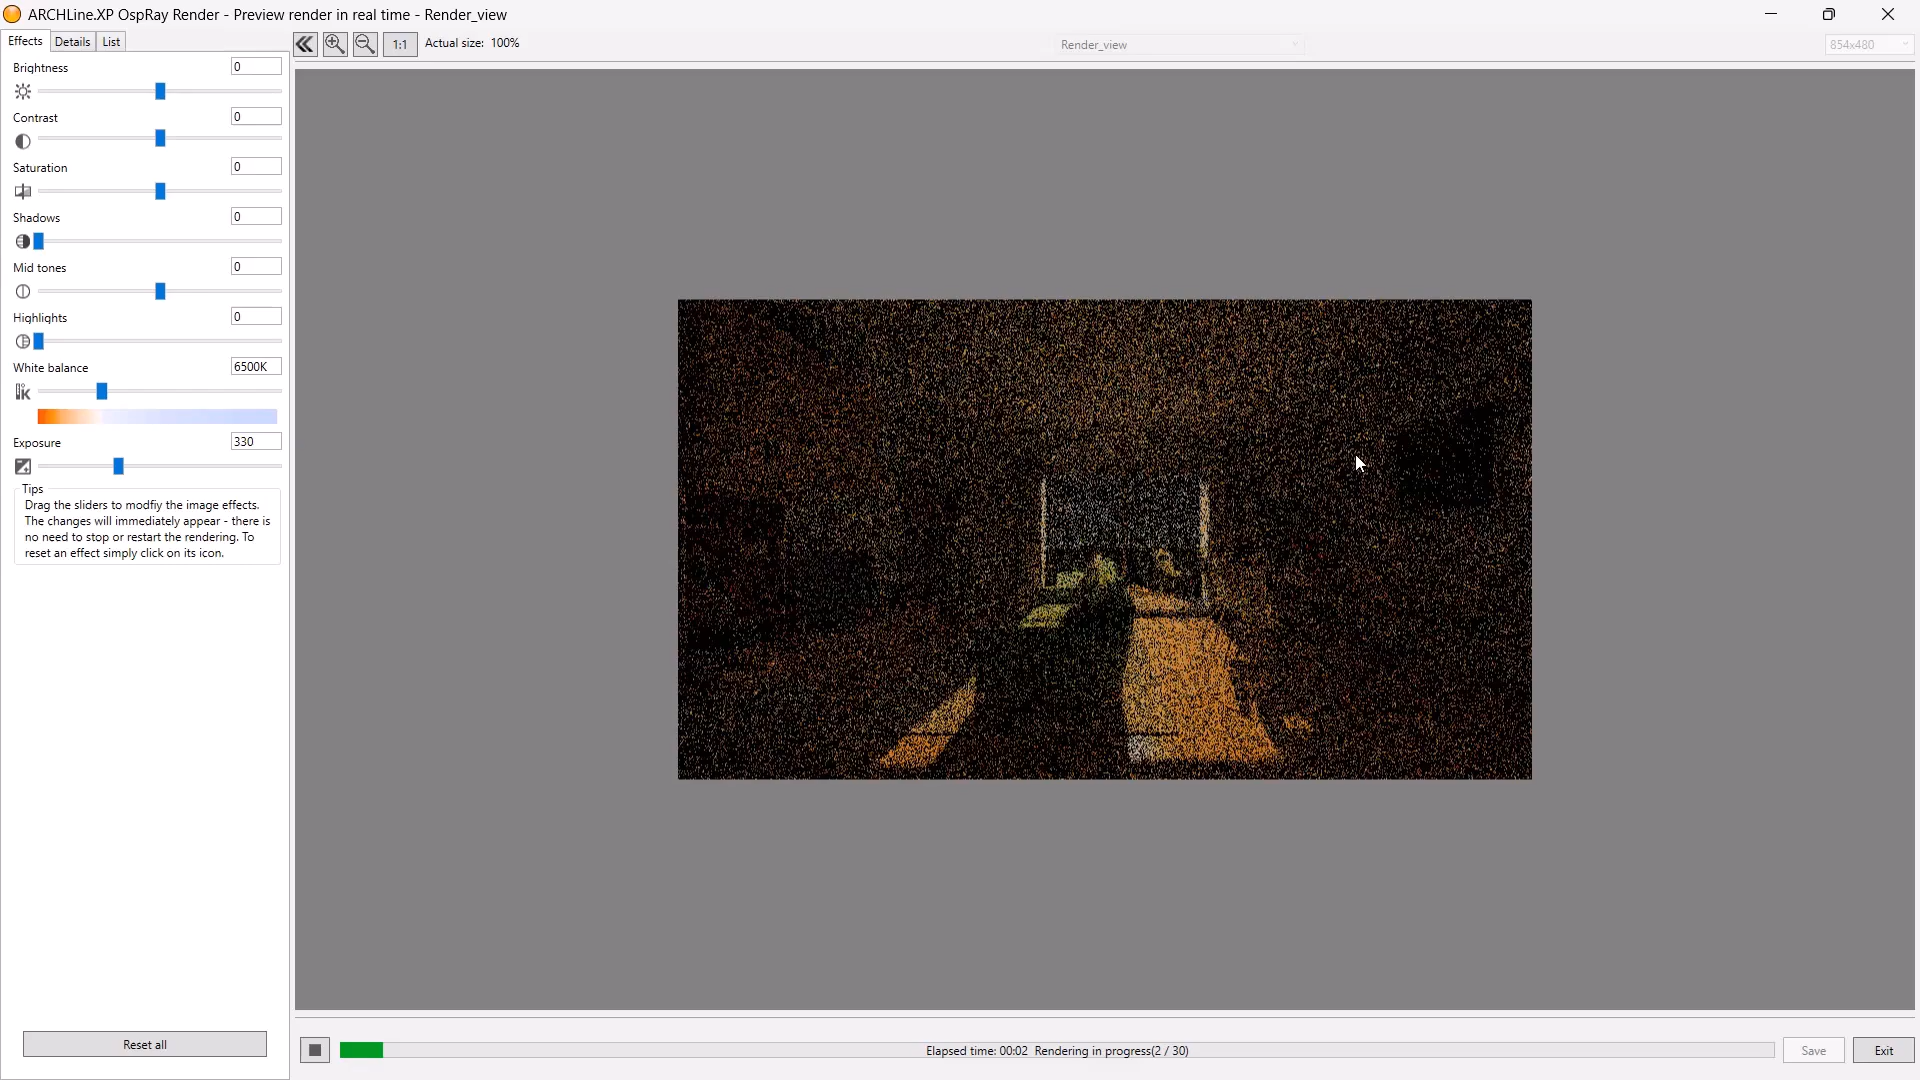 ARCHLine.XP OspRay Render - Preview render in real time - Render_view
Effects Details List
1:1 Actual size: 100% Render_view 854x480
Brightness 0
Contrast 0
Saturation 0
Shadows 0
Mid tones 0
Highlights 0
White balance 6500K
K
Exposure 330
Tips
Drag the sliders to modfiy the image effects.
The changes will immediately appear - there is
no need to stop or restart the rendering. To
reset an effect simply click on its icon.
Reset all
Elapsed time: 00:02 Rendering in progress(2 / 30)
Save Exit